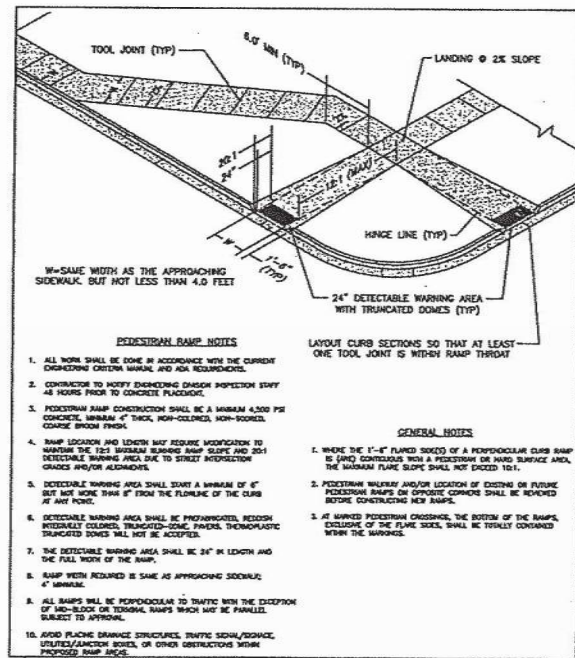 TOOL JOINT (TYP)
6.0' MIN (TYP)
LANDING @ 2% SLOPE
20:1
24"
12:1 (MAX)
HINGE LINE (TYP)
W
1'-6"
(TYP)
W=SAME WIDTH AS THE APPROACHING
SIDEWALK. BUT NOT LESS THAN 4.0 FEET
24" DETECTABLE WARNING AREA
WITH TRUNCATED DOMES (TYP)
LAYOUT CURB SECTIONS SO THAT AT LEAST
ONE TOOL JOINT IS WITHIN RAMP THROAT
PEDESTRIAN RAMP NOTES
1. ALL WORK SHALL BE DONE IN ACCORDANCE WITH THE CURRENT
ENGINEERING CRITERIA MANUAL AND ADA REQUIREMENTS.
2. CONTRACTOR TO NOTIFY ENGINEERING DIVISION INSPECTION STAFF
48 HOURS PRIOR TO CONCRETE PLACEMENT.
3. PEDESTRIAN RAMP CONSTRUCTION SHALL BE A MINIMUM 4,500 PSI
CONCRETE, MINIMUM 4" THICK, NON-COLORED, NON-SCORED,
COARSE BROOM FINISH.
4. RAMP LOCATION AND LENGTH MAY REQUIRE MODIFICATION TO
MAINTAIN THE 12:1 MAXIMUM RUNNING RAMP SLOPE AND 20:1
DETECTABLE WARNING AREA DUE TO STREET INTERSECTION
GRADES AND/OR ALIGNMENTS.
5. DETECTABLE WARNING AREA SHALL START A MINIMUM OF 6"
BUT NOT MORE THAN 8" FROM THE FLOWLINE OF THE CURB
AT ANY POINT.
6. DETECTABLE WARNING AREA SHALL BE PREFABRICATED, REDDISH
INTEGRALLY COLORED, TRUNCATED-DOME, PAVERS. THERMOPLASTIC
TRUNCATED DOMES WILL NOT BE ACCEPTED.
7. THE DETECTABLE WARNING AREA SHALL BE 24" IN LENGTH AND
THE FULL WIDTH OF THE RAMP.
8. RAMP WIDTH REQUIRED IS SAME AS APPROACHING SIDEWALK;
4" MINIMUM.
9. ALL RAMPS WILL BE PERPENDICULAR TO TRAFFIC WITH THE EXCEPTION
OF MID-BLOCK OR TERMINAL RAMPS WHICH MAY BE PARALLEL
SUBJECT TO APPROVAL.
10. AVOID PLACING DRAINAGE STRUCTURES, TRAFFIC SIGNAL/SIGNAGE,
UTILITIES/JUNCTION BOXES, OR OTHER OBSTRUCTIONS WITHIN
PROPOSED RAMP AREAS.
GENERAL NOTES
1. WHERE THE 1'-6" FLARED SIDE(S) OF A PERPENDICULAR CURB RAMP
IS (ARE) CONTIGUOUS WITH A PEDESTRIAN OR HARD SURFACE AREA,
THE MAXIMUM FLARE SLOPE SHALL NOT EXCEED 10:1.
2. PEDESTRIAN WALKWAY AND/OR LOCATION OF EXISTING OR FUTURE
PEDESTRIAN RAMPS ON OPPOSITE CORNERS SHALL BE REVIEWED
BEFORE CONSTRUCTING NEW RAMPS.
3. AT MARKED PEDESTRIAN CROSSINGS, THE BOTTOM OF THE RAMPS,
EXCLUSIVE OF THE FLARE SIDES, SHALL BE TOTALLY CONTAINED
WITHIN THE MARKINGS.